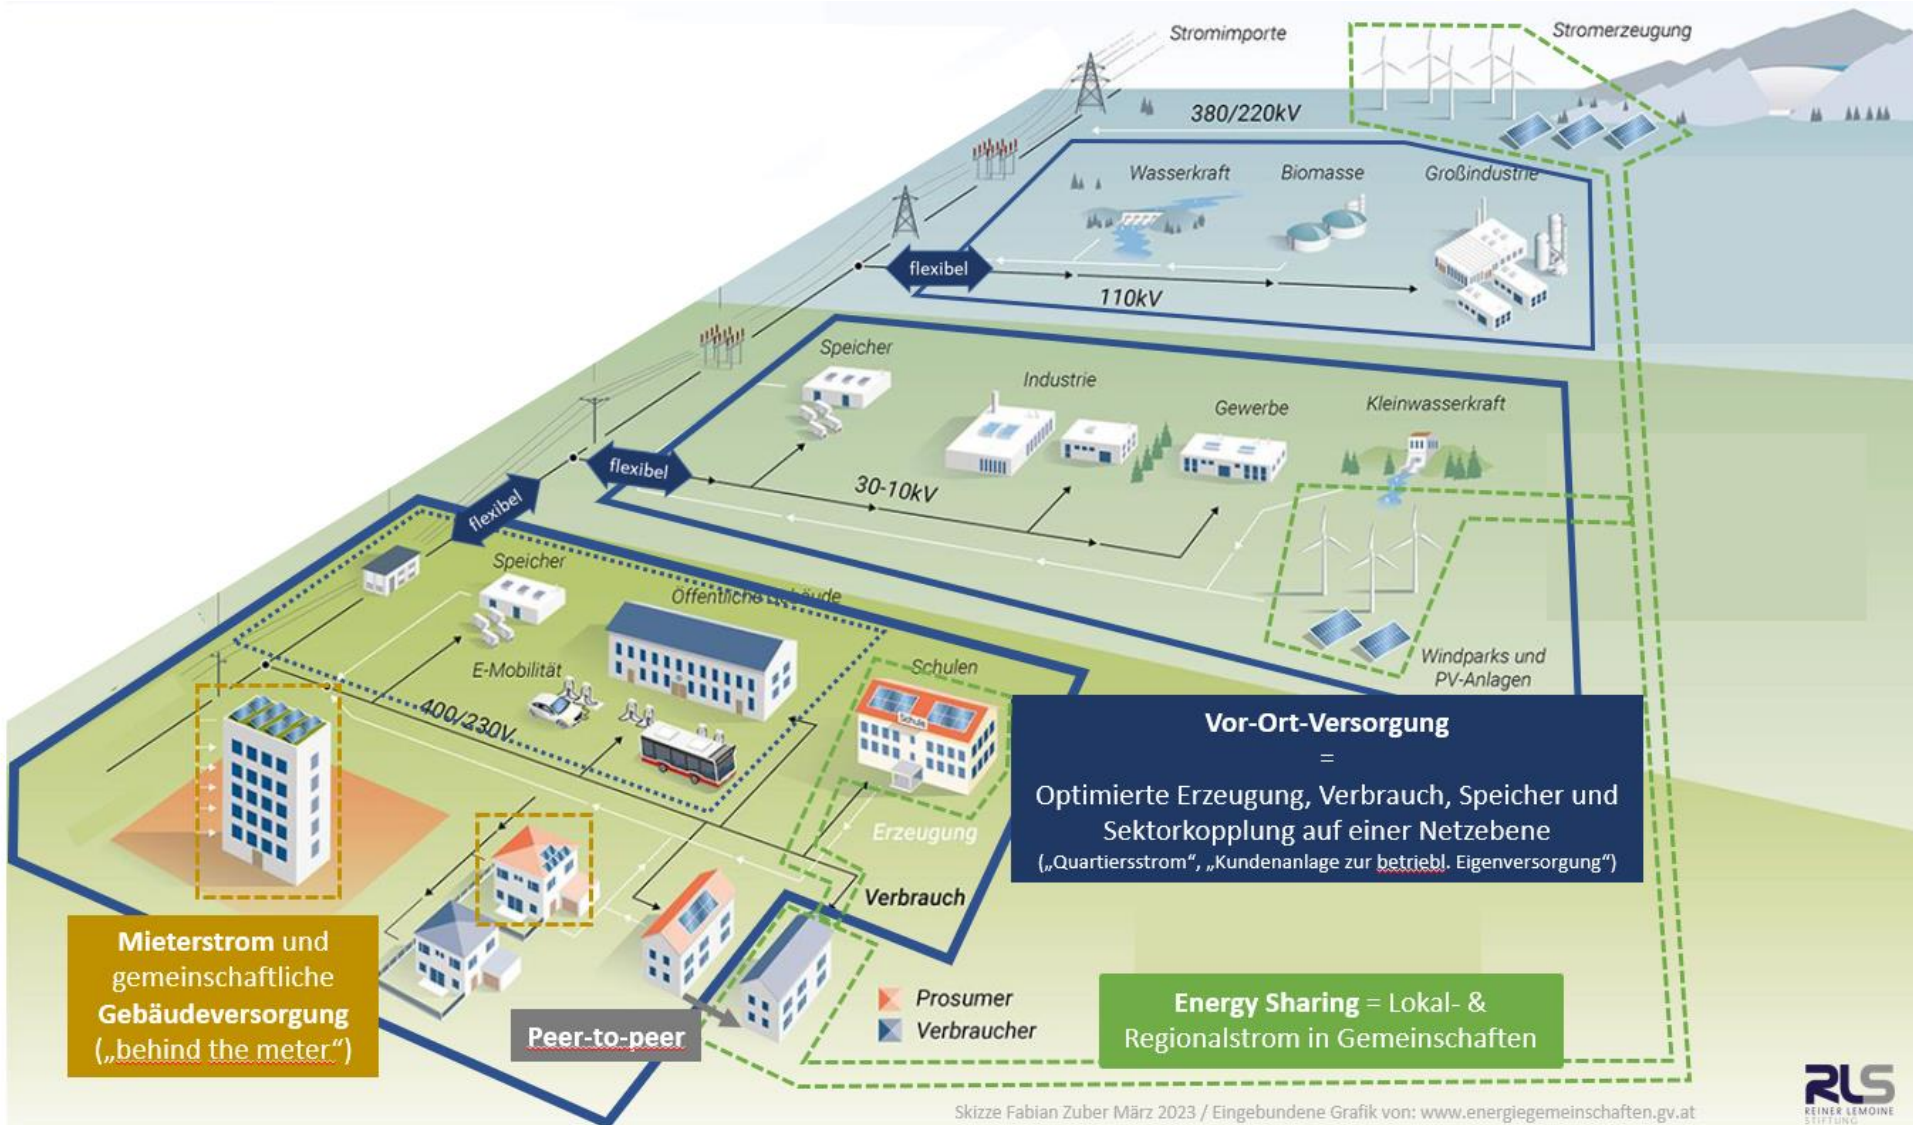 Stromimporte
Stromerzeugung
380/220kV
Wasserkraft
Biomasse
Großindustrie
flexibel
110kV
Speicher
Industrie
Gewerbe
Kleinwasserkraft
flexibel
30-10kV
flexibel
Speicher
Öffentliche Gebäude
E-Mobilität
Schulen
Windparks und
PV-Anlagen
400/230V
Schule
Erzeugung
Verbrauch
Vor-Ort-Versorgung
=
Optimierte Erzeugung, Verbrauch, Speicher und
Sektorkopplung auf einer Netzebene
(„Quartiersstrom“, „Kundenanlage zur betriebl. Eigenversorgung“)
Mieterstrom und
gemeinschaftliche
Gebäudeversorgung
(„behind the meter“)
Peer-to-peer
Prosumer
Verbraucher
Energy Sharing = Lokal- &
Regionalstrom in Gemeinschaften
Skizze Fabian Zuber März 2023 / Eingebundene Grafik von: www.energiegemeinschaften.gv.at
RLS
REINER LEMOINE
STIFTUNG